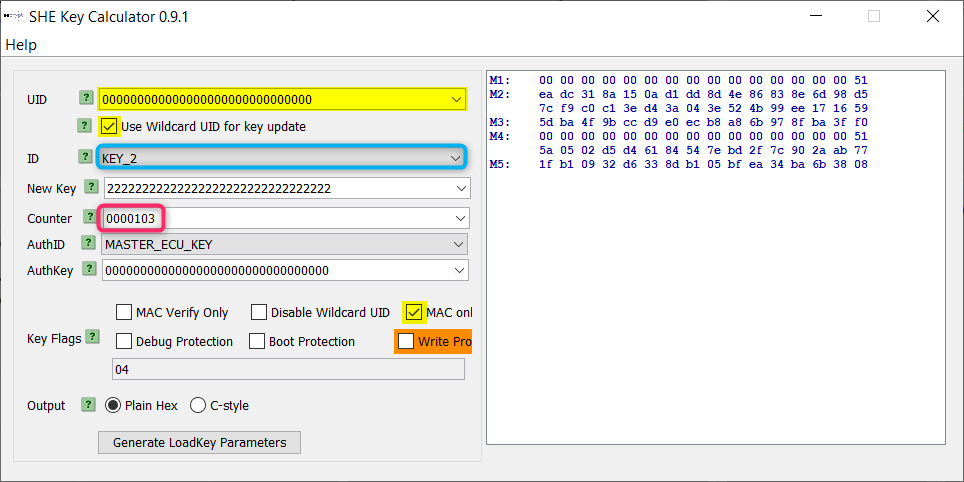 SHE Key Calculator 0.9.1
Help
UID ? 000000000000000000000000000000
? Use Wildcard UID for key update
ID ? KEY_2
New Key ? 22222222222222222222222222222222
Counter ? 0000103
AuthID ? MASTER_ECU_KEY
AuthKey ? 00000000000000000000000000000000
MAC Verify Only Disable Wildcard UID MAC onl
Key Flags ? Debug Protection Boot Protection Write Pro
04
Output ? Plain Hex C-style
Generate LoadKey Parameters
M1: 00 00 00 00 00 00 00 00 00 00 00 00 00 00 00 51
M2: ea dc 31 8a 15 0a d1 dd 8d 4e 86 83 8e 6d 98 d5
7c f9 c0 c1 3e d4 3a 04 3e 52 4b 99 ee 17 16 59
M3: 5d ba 4f 9b cc d9 e0 ec b8 a8 6b 97 8f ba 3f f0
M4: 00 00 00 00 00 00 00 00 00 00 00 00 00 00 00 51
5a 05 02 d5 d4 61 84 54 7e bd 2f 7c 90 2a ab 77
M5: 1f b1 09 32 d6 33 8d b1 05 bf ea 34 ba 6b 38 08